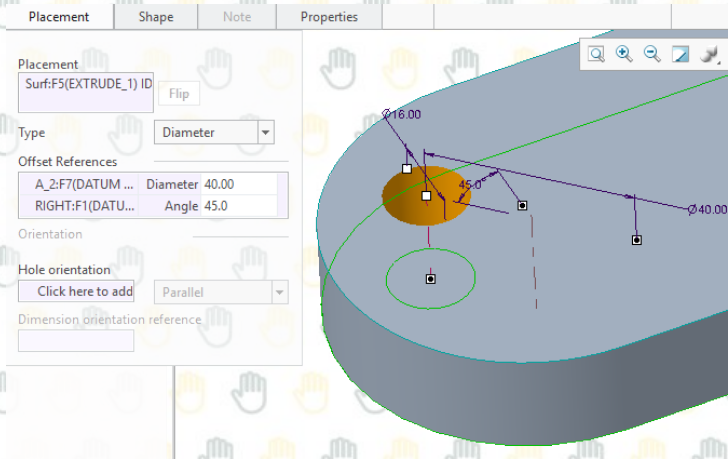 Placement Shape Note Properties
Placement
Surf:F5(EXTRUDE_1) ID
Flip
Type Diameter
Offset References
A_2:F7(DATUM ... Diameter 40.00
RIGHT:F1(DATU... Angle 45.0
Orientation
Hole orientation
Click here to add Parallel
Dimension orientation reference
Ø16.00
45.0°
Ø40.00